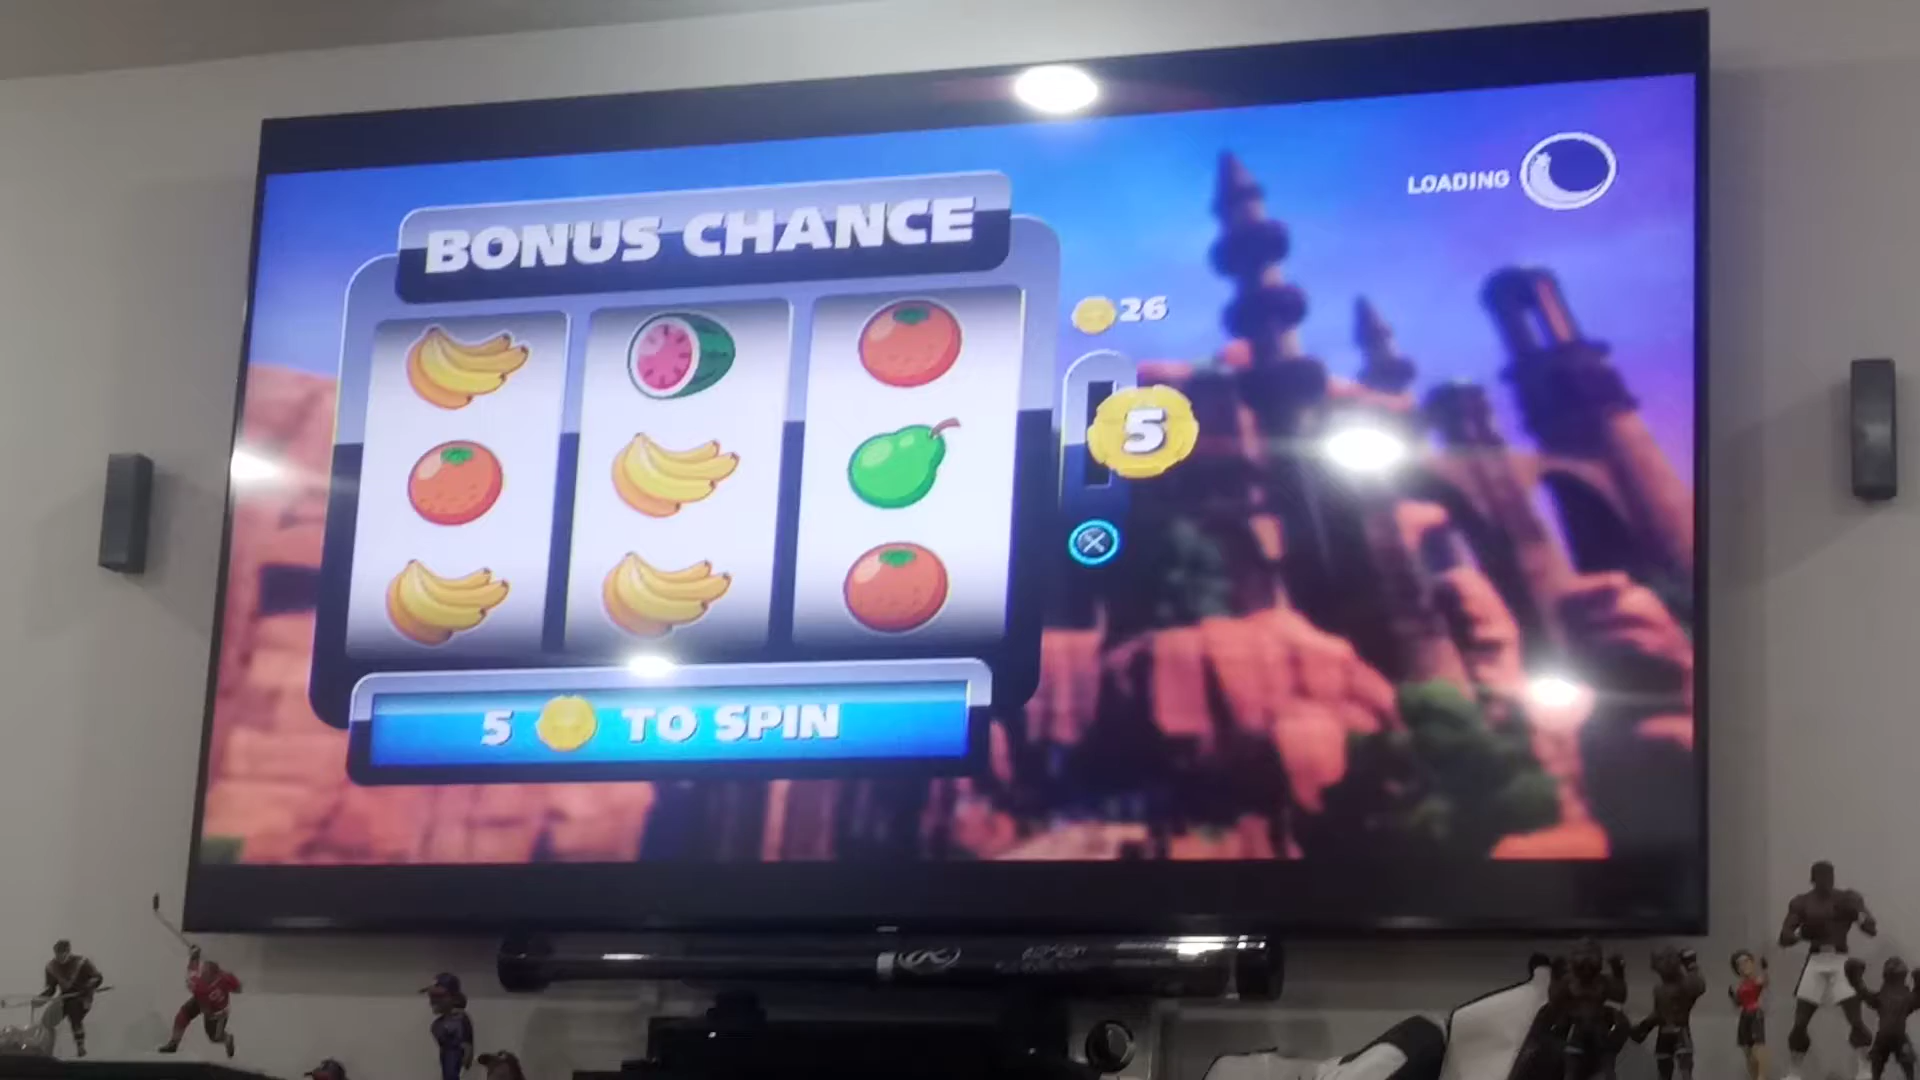 LOADING
BONUS CHANCE
26
5
5 TO SPIN